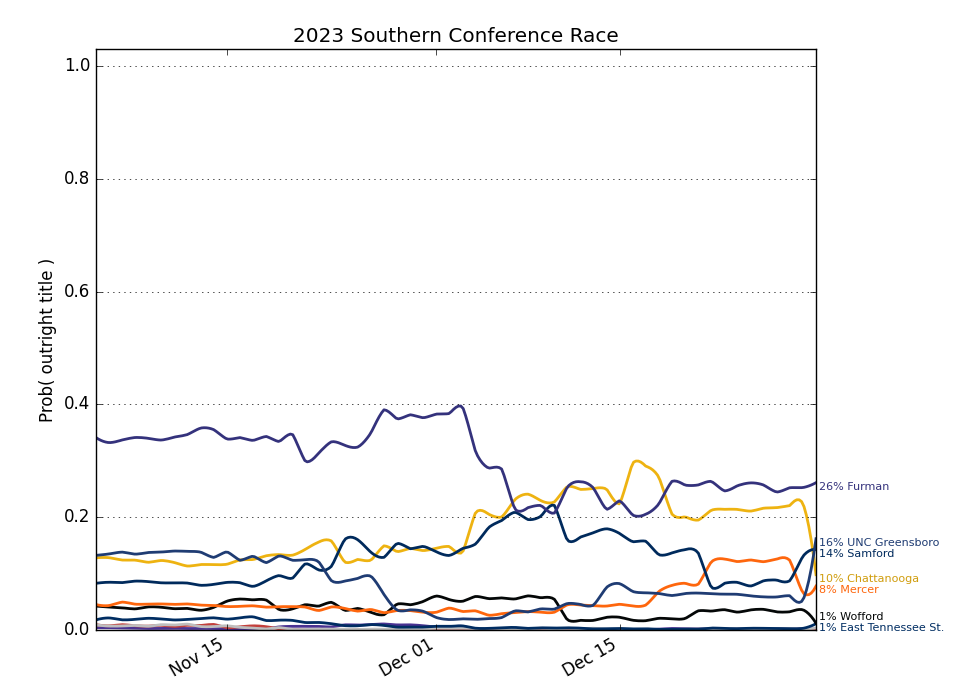 2023 Southern Conference Race
1.0
0.8
0.6
0.4
0.2
0.0
Prob( outright title )
Nov 15
Dec 01
Dec 15
26% Furman
16% UNC Greensboro
14% Samford
10% Chattanooga
8% Mercer
1% Wofford
1% East Tennessee St.